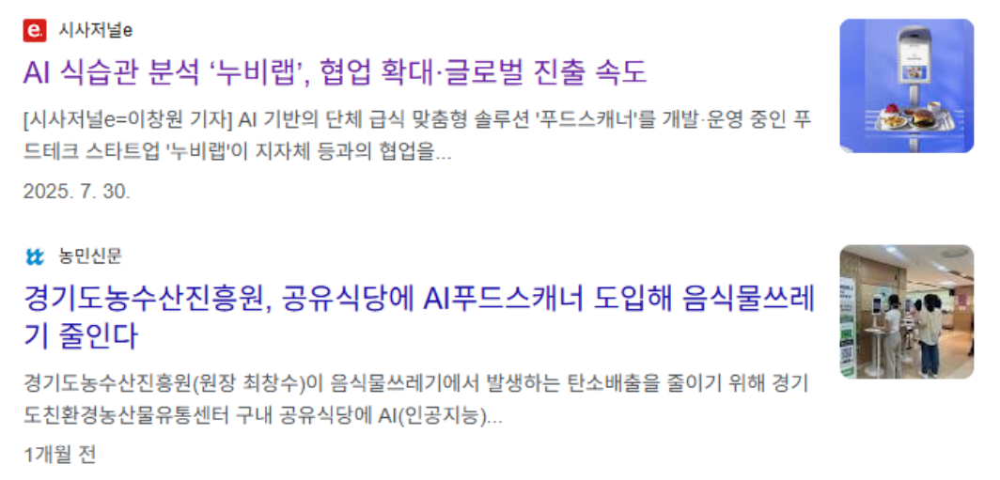 시사저널e
AI 식습관 분석 ‘누비랩’, 협업 확대·글로벌 진출 속도
[시사저널e=이창원 기자] AI 기반의 단체 급식 맞춤형 솔루션 '푸드스캐너'를 개발·운영 중인 푸
드테크 스타트업 '누비랩'이 지자체 등과의 협업을...
2025. 7. 30.
농민신문
경기도농수산진흥원, 공유식당에 AI푸드스캐너 도입해 음식물쓰레
기 줄인다
경기도농수산진흥원(원장 최창수)이 음식물쓰레기에서 발생하는 탄소배출을 줄이기 위해 경기
도친환경농산물유통센터 구내 공유식당에 AI(인공지능)...
1개월 전